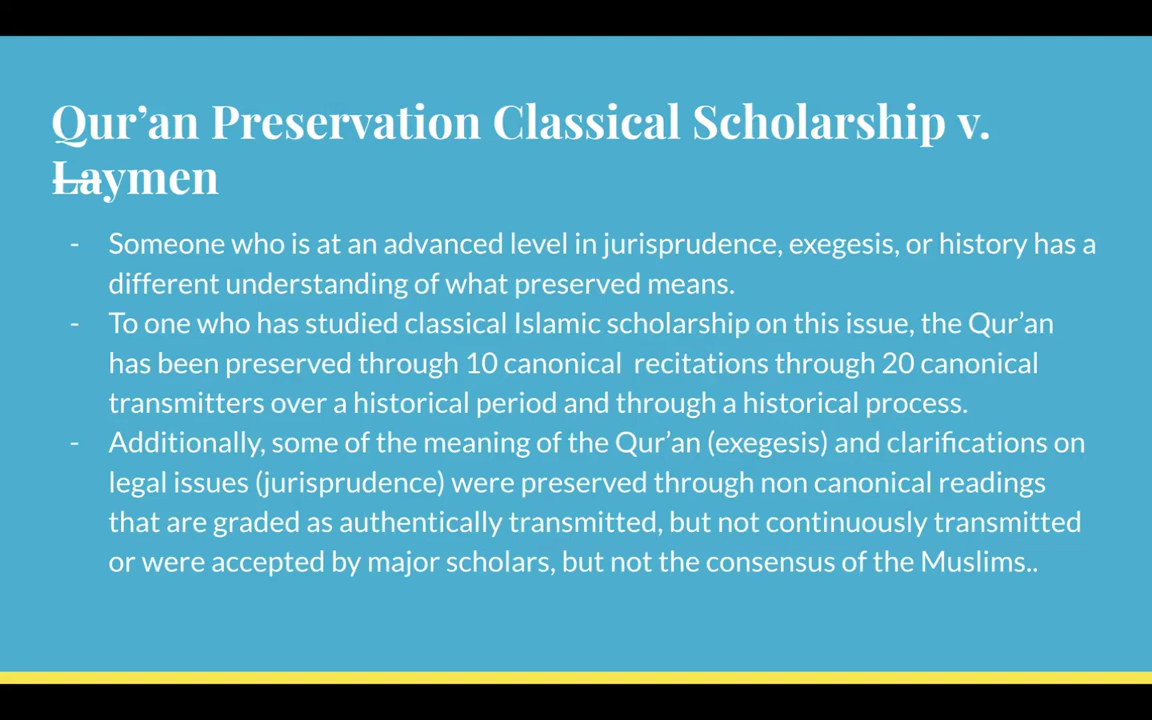 Qur’an Preservation Classical Scholarship v.
Laymen
- Someone who is at an advanced level in jurisprudence, exegesis, or history has a
different understanding of what preserved means.
- To one who has studied classical Islamic scholarship on this issue, the Qur’an
has been preserved through 10 canonical  recitations through 20 canonical
transmitters over a historical period and through a historical process.
- Additionally, some of the meaning of the Qur’an (exegesis) and clarifications on
legal issues (jurisprudence) were preserved through non canonical readings
that are graded as authentically transmitted, but not continuously transmitted
or were accepted by major scholars, but not the consensus of the Muslims..